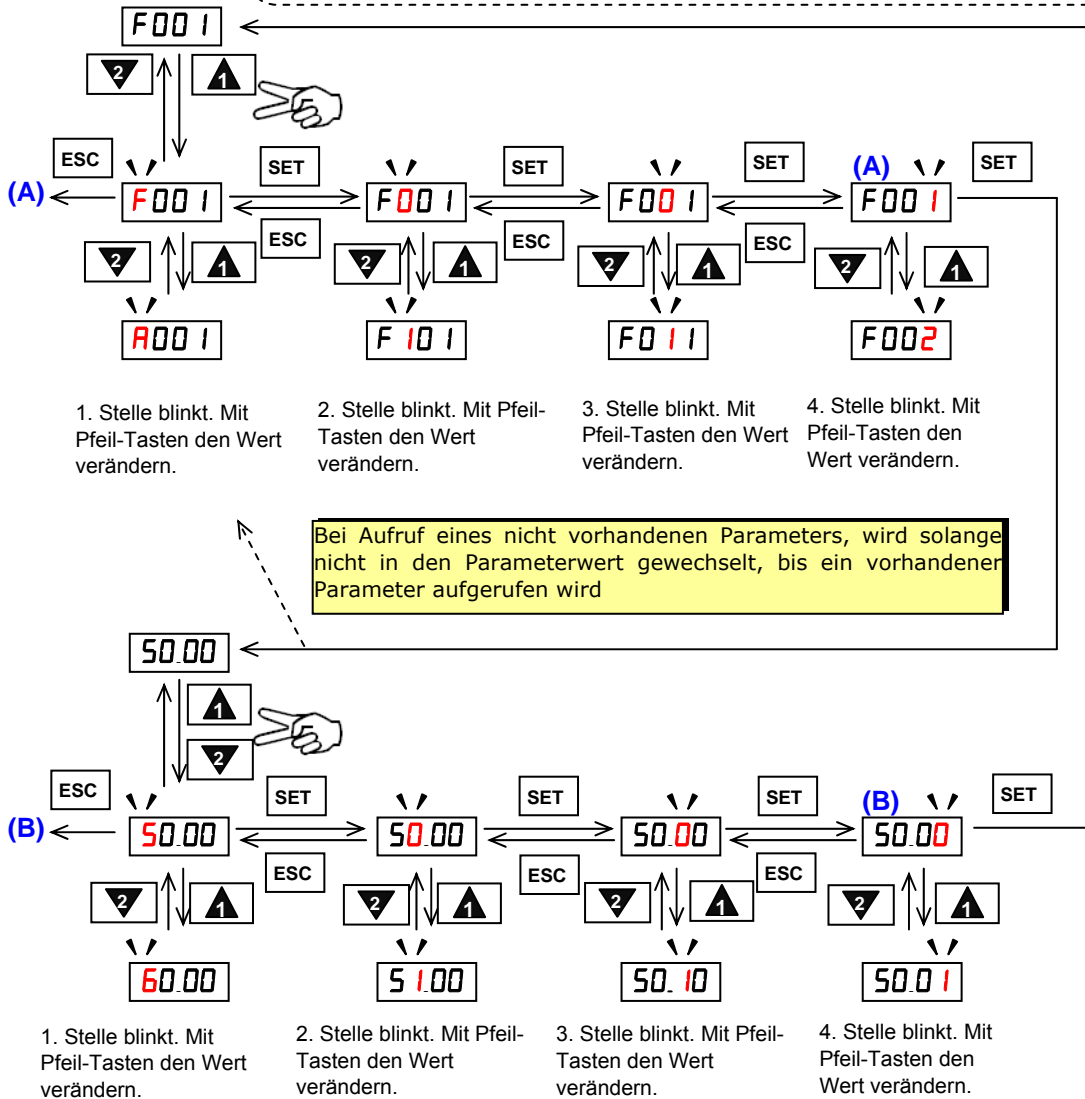 F001
2 1
ESC SET SET SET (A) SET
(A) F001 F001 F001 F001
ESC ESC ESC
2 1 2 1 2 1 2 1
A001 F101 F011 F002
1. Stelle blinkt. Mit
Pfeil-Tasten den Wert
verändern.
2. Stelle blinkt. Mit Pfeil-
Tasten den Wert
verändern.
3. Stelle blinkt. Mit
Pfeil-Tasten den Wert
verändern.
4. Stelle blinkt. Mit
Pfeil-Tasten den
Wert verändern.
Bei Aufruf eines nicht vorhandenen Parameters, wird solange
nicht in den Parameterwert gewechselt, bis ein vorhandener
Parameter aufgerufen wird
50.00
1
2
ESC SET SET SET (B) SET
(B) 50.00 50.00 50.00 50.00
ESC ESC ESC
2 1 2 1 2 1 2 1
60.00 51.00 50.10 50.01
1. Stelle blinkt. Mit
Pfeil-Tasten den Wert
verändern.
2. Stelle blinkt. Mit Pfeil-
Tasten den Wert
verändern.
3. Stelle blinkt. Mit Pfeil-
Tasten den Wert
verändern.
4. Stelle blinkt. Mit
Pfeil-Tasten den
Wert verändern.